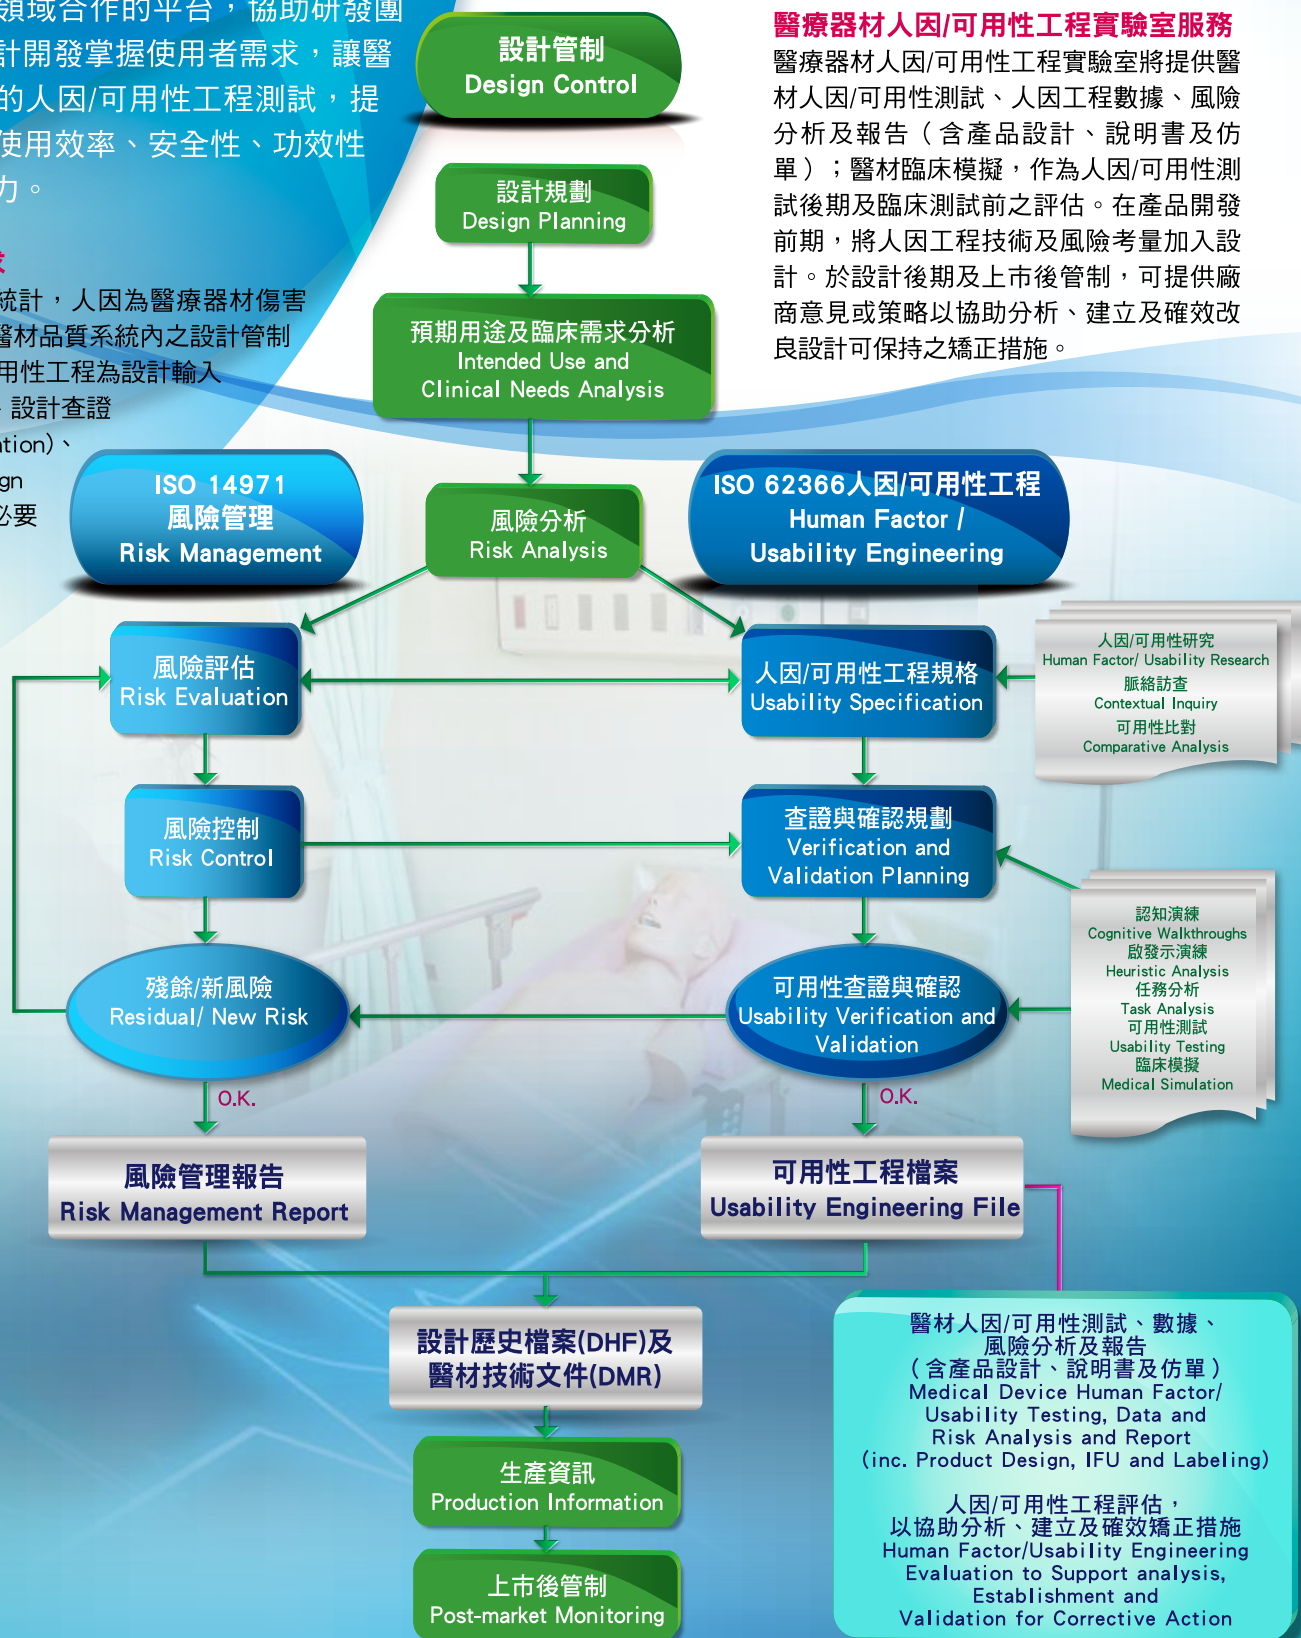 領域合作的平台，協助研發團
計開發掌握使用者需求，讓醫
的人因/可用性工程測試，提
使用效率、安全性、功效性
力。
求
統計，人因為醫療器材傷害
醫材品質系統內之設計管制
用性工程為設計輸入
、設計查證
ation)、
gn
必要
設計管制
Design Control
醫療器材人因/可用性工程實驗室服務
醫療器材人因/可用性工程實驗室將提供醫
材人因/可用性測試、人因工程數據、風險
分析及報告（含產品設計、說明書及仿
單）；醫材臨床模擬，作為人因/可用性測
試後期及臨床測試前之評估。在產品開發
前期，將人因工程技術及風險考量加入設
計。於設計後期及上市後管制，可提供廠
商意見或策略以協助分析、建立及確效改
良設計可保持之矯正措施。
設計規劃
Design Planning
預期用途及臨床需求分析
Intended Use and
Clinical Needs Analysis
ISO 14971
風險管理
Risk Management
風險分析
Risk Analysis
ISO 62366人因/可用性工程
Human Factor /
Usability Engineering
風險評估
Risk Evaluation
人因/可用性工程規格
Usability Specification
人因/可用性研究
Human Factor/ Usability Research
脈絡訪查
Contextual Inquiry
可用性比對
Comparative Analysis
風險控制
Risk Control
查證與確認規劃
Verification and
Validation Planning
認知演練
Cognitive Walkthroughs
啟發示演練
Heuristic Analysis
任務分析
Task Analysis
可用性測試
Usability Testing
臨床模擬
Medical Simulation
殘餘/新風險
Residual/ New Risk
可用性查證與確認
Usability Verification and
Validation
O.K.
O.K.
風險管理報告
Risk Management Report
可用性工程檔案
Usability Engineering File
設計歷史檔案(DHF)及
醫材技術文件(DMR)
生產資訊
Production Information
上市後管制
Post-market Monitoring
醫材人因/可用性測試、數據、
風險分析及報告
（含產品設計、說明書及仿單）
Medical Device Human Factor/
Usability Testing, Data and
Risk Analysis and Report
(inc. Product Design, IFU and Labeling)
人因/可用性工程評估，
以協助分析、建立及確效矯正措施
Human Factor/Usability Engineering
Evaluation to Support analysis,
Establishment and
Validation for Corrective Action